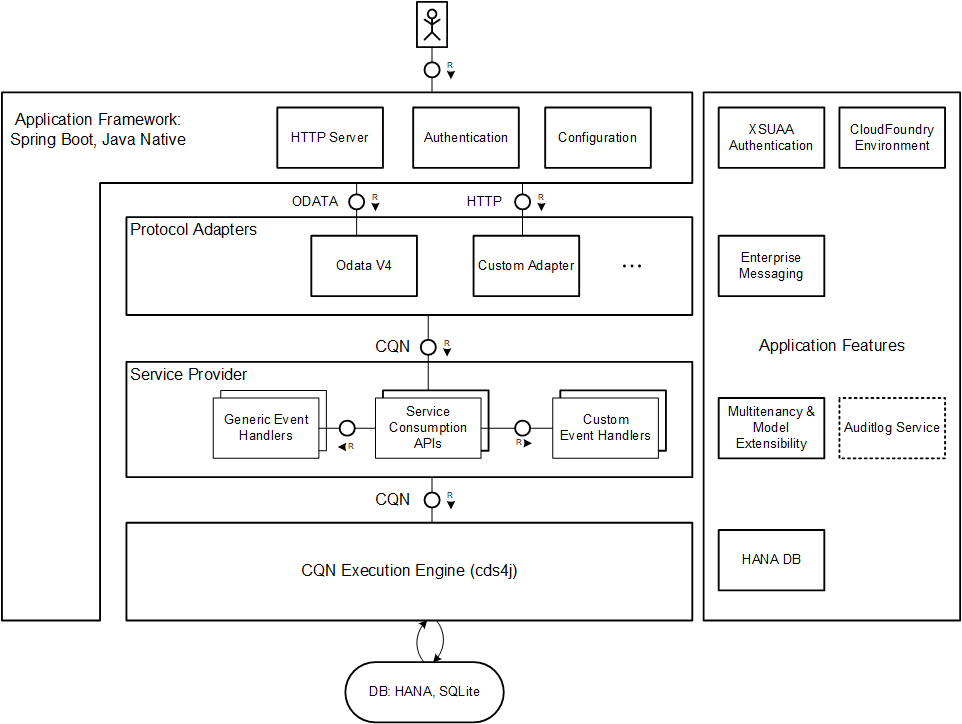 R
Application Framework:
Spring Boot, Java Native
HTTP Server
Authentication
Configuration
XSUAA
Authentication
CloudFoundry
Environment
ODATA
R
HTTP
R
Protocol Adapters
Odata V4
Custom Adapter
...
Enterprise
Messaging
CQN
R
Application Features
Service Provider
Generic Event
Handlers
R
Service
Consumption
APIs
R
Custom
Event Handlers
Multitenancy &
Model
Extensibility
Auditlog Service
CQN
R
CQN Execution Engine (cds4j)
HANA DB
DB: HANA, SQLite